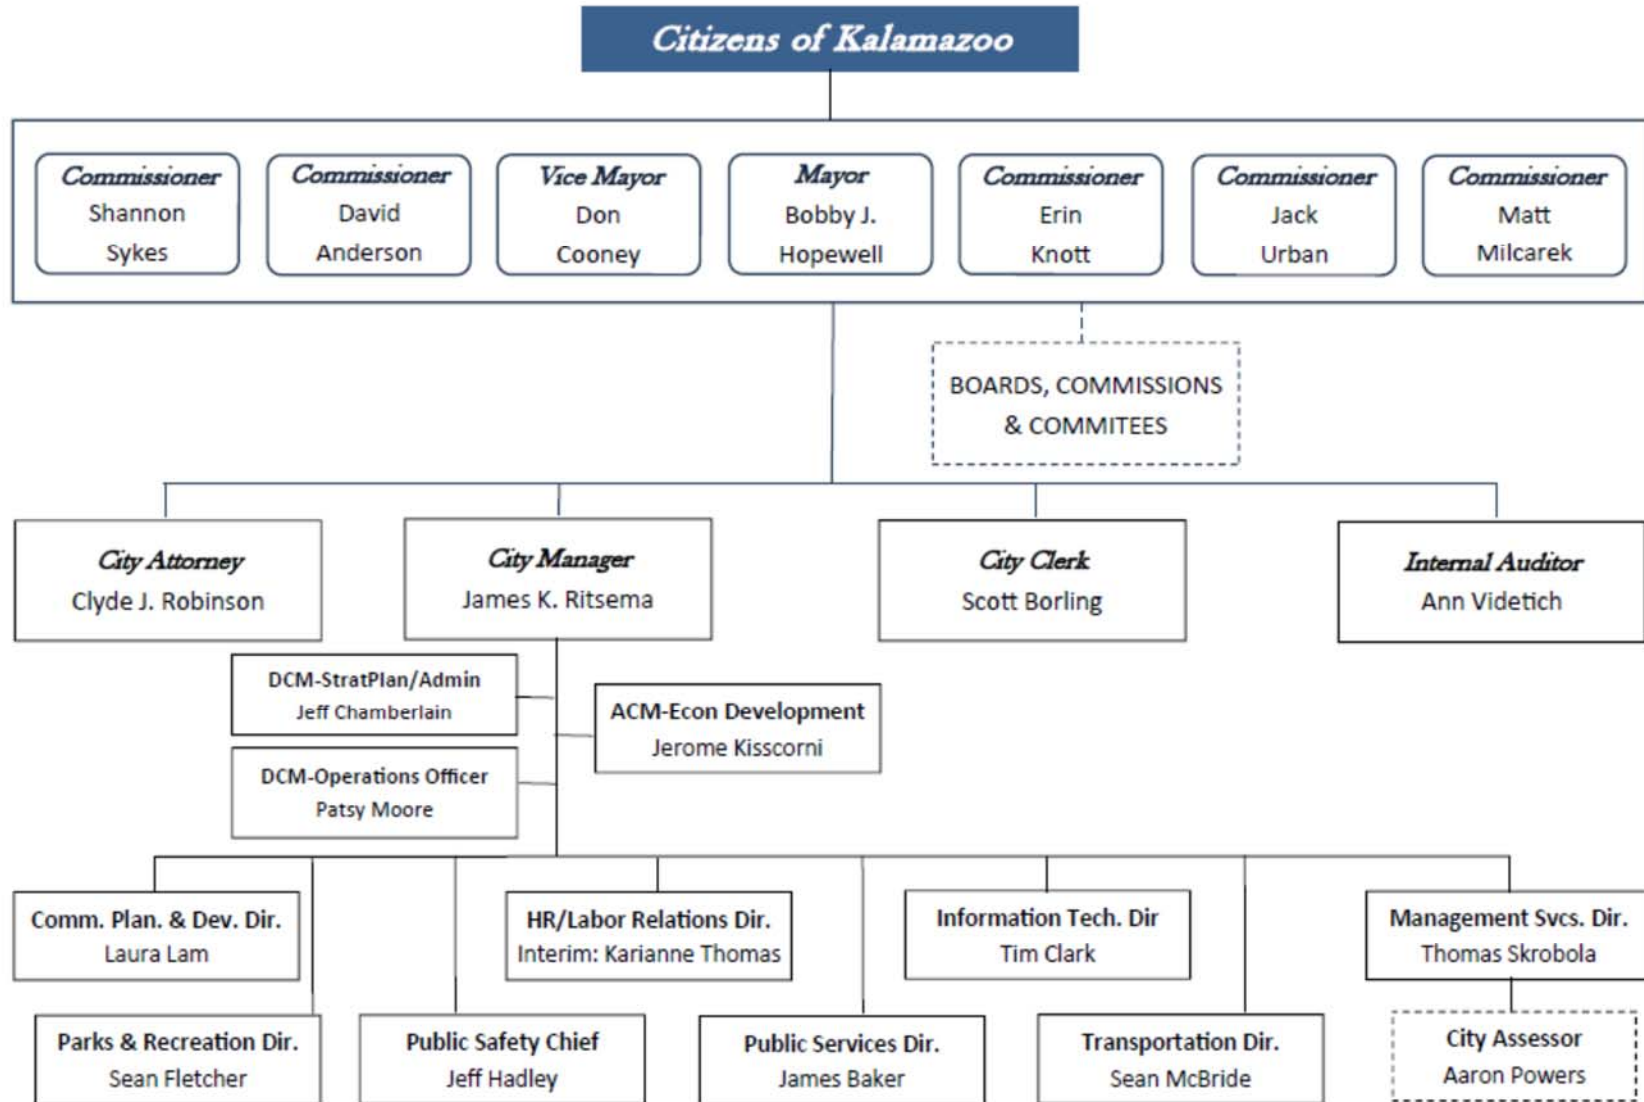 Citizens of Kalamazoo
Commissioner
Shannon
Sykes
Commissioner
David
Anderson
Vice Mayor
Don
Cooney
Mayor
Bobby J.
Hopewell
Commissioner
Erin
Knott
Commissioner
Jack
Urban
Commissioner
Matt
Milcarek
BOARDS, COMMISSIONS
& COMMITEES
City Attorney
Clyde J. Robinson
City Manager
James K. Ritsema
City Clerk
Scott Borling
Internal Auditor
Ann Videtich
DCM-StratPlan/Admin
Jeff Chamberlain
ACM-Econ Development
Jerome Kisscorni
DCM-Operations Officer
Patsy Moore
Comm. Plan. & Dev. Dir.
Laura Lam
HR/Labor Relations Dir.
Interim: Karianne Thomas
Information Tech. Dir
Tim Clark
Management Svcs. Dir.
Thomas Skrobola
Parks & Recreation Dir.
Sean Fletcher
Public Safety Chief
Jeff Hadley
Public Services Dir.
James Baker
Transportation Dir.
Sean McBride
City Assessor
Aaron Powers